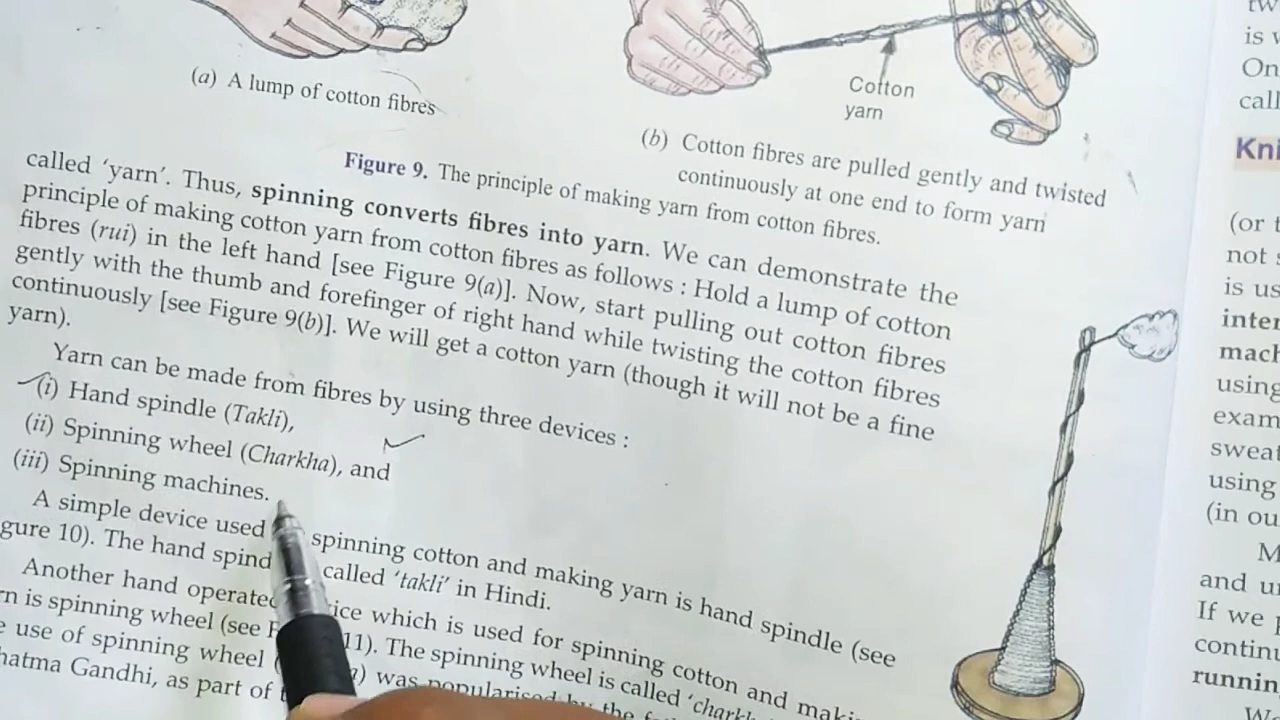 (a) A lump of cotton fibres
Cotton
yarn
(b) Cotton fibres are pulled gently and twisted
continuously at one end to form yarn
Figure 9. The principle of making yarn from cotton fibres.
called 'yarn'. Thus, spinning converts fibres into yarn. We can demonstrate the
principle of making cotton yarn from cotton fibres as follows : Hold a lump of cotton
fibres (rui) in the left hand [see Figure 9(a)]. Now, start pulling out cotton fibres
gently with the thumb and forefinger of right hand while twisting the cotton fibres
continuously [see Figure 9(b)]. We will get a cotton yarn (though it will not be a fine
yarn).
Yarn can be made from fibres by using three devices :
(i) Hand spindle (Takli),
(ii) Spinning wheel (Charkha), and
(iii) Spinning machines.
A simple device used spinning cotton and making yarn is hand spindle (see
gure 10). The hand spind called 'takli' in Hindi.
Another hand operated ice which is used for spinning cotton and maki
rn is spinning wheel (see F 11). The spinning wheel is called 'charkh
e use of spinning wheel ( a) was popularised by the fa
hatma Gandhi, as part of t
is w
On
call
Kni
(or t
not s
is us
inter
mach
using
exam
sweat
using
(in ou
M
and u
If we p
continu
runnin
W